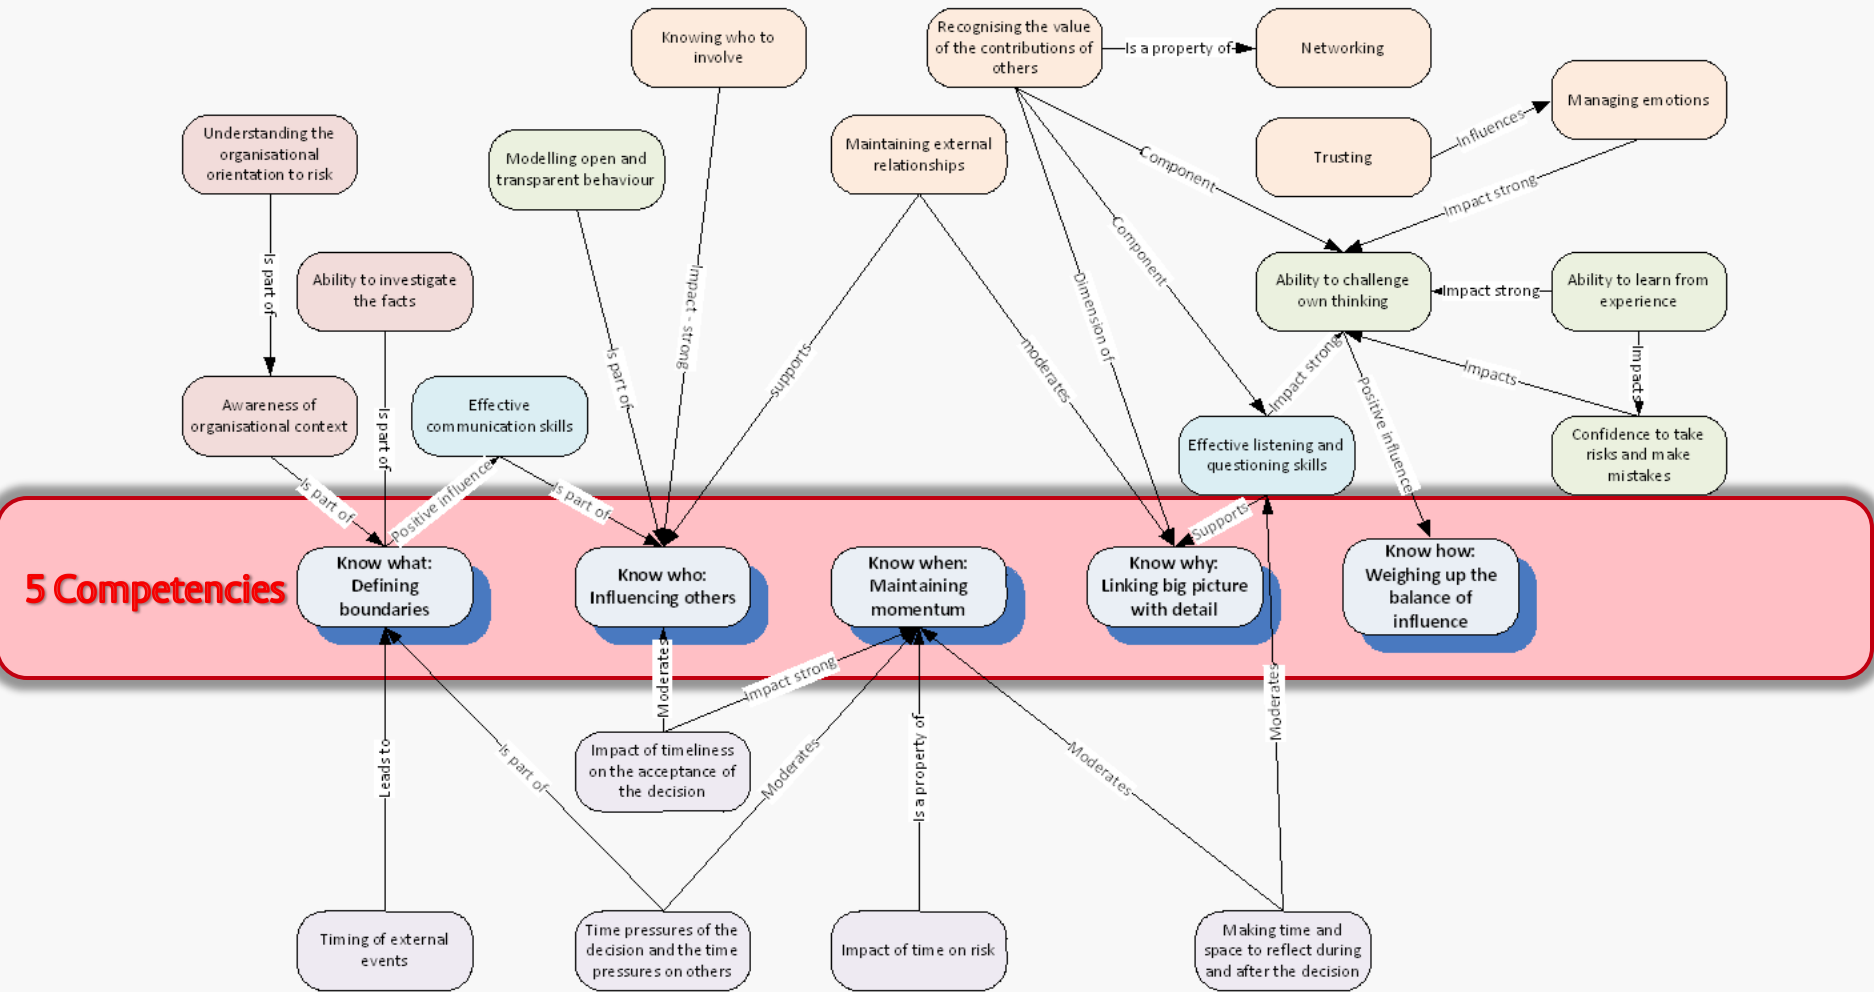 Knowing who to
involve
Recognising the value
of the contributions of
others
Is a property of
Networking
Managing emotions
Influences
Trusting
Understanding the
organisational
orientation to risk
Modelling open and
transparent behaviour
Maintaining external
relationships
Component
Impact strong
Component
Is part of
Ability to investigate
the facts
Impact - strong
Dimension of
Ability to challenge
own thinking
Impact strong
Ability to learn from
experience
Is part of
supports
moderates
Impact strong
Impacts
Impacts
Awareness of
organisational context
Is part of
Effective
communication skills
Positive influence
Effective listening and
questioning skills
Confidence to take
risks and make
mistakes
Is part of
Positive influence
Is part of
Supports
5 Competencies
Know what:
Defining
boundaries
Know who:
Influencing others
Know when:
Maintaining
momentum
Know why:
Linking big picture
with detail
Know how:
Weighing up the
balance of
influence
Moderates
Impact strong
Moderates
Leads to
Is part of
Impact of timeliness
on the acceptance of
the decision
Moderates
Is a property of
Moderates
Timing of external
events
Time pressures of the
decision and the time
pressures on others
Impact of time on risk
Making time and
space to reflect during
and after the decision